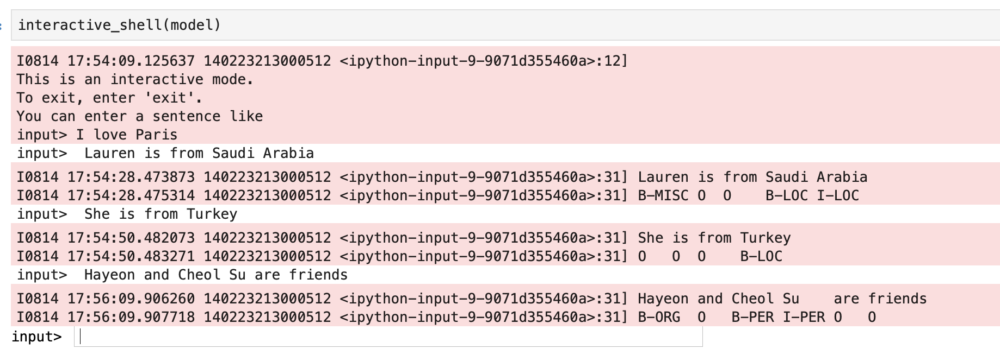 interactive_shell(model)
I0814 17:54:09.125637 140223213000512 <ipython-input-9-9071d355460a>:12]
This is an interactive mode.
To exit, enter 'exit'.
You can enter a sentence like
input> I love Paris
input>  Lauren is from Saudi Arabia
I0814 17:54:28.473873 140223213000512 <ipython-input-9-9071d355460a>:31] Lauren is from Saudi Arabia
I0814 17:54:28.475314 140223213000512 <ipython-input-9-9071d355460a>:31] B-MISC O  O    B-LOC I-LOC
input>  She is from Turkey
I0814 17:54:50.482073 140223213000512 <ipython-input-9-9071d355460a>:31] She is from Turkey
I0814 17:54:50.483271 140223213000512 <ipython-input-9-9071d355460a>:31] O   O  O    B-LOC
input>  Hayeon and Cheol Su are friends
I0814 17:56:09.906260 140223213000512 <ipython-input-9-9071d355460a>:31] Hayeon and Cheol Su    are friends
I0814 17:56:09.907718 140223213000512 <ipython-input-9-9071d355460a>:31] B-ORG  O   B-PER I-PER O   O
input>